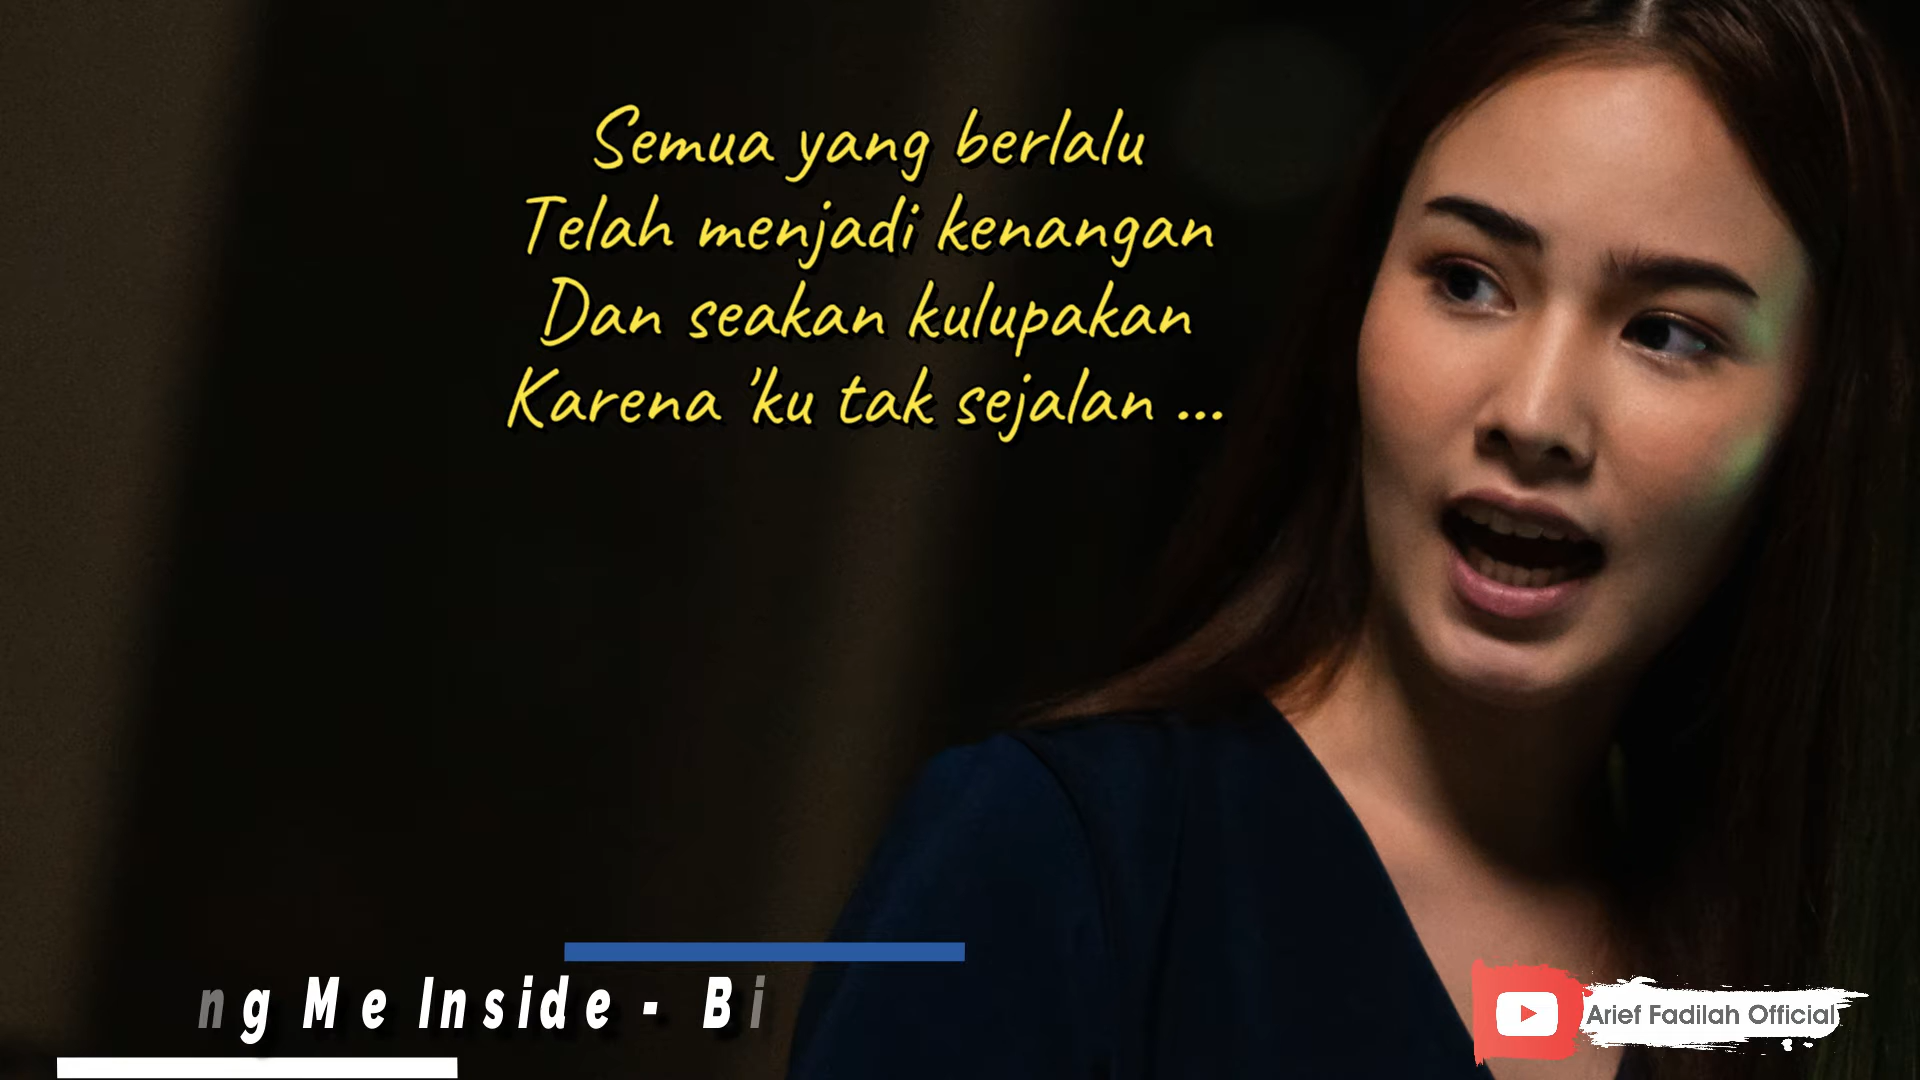 Semua yang berlalu
Telah menjadi kenangan
Dan seakan kulupakan
Karena 'ku tak sejalan ...
ng Me Inside - Bi
Arief Fadilah Official